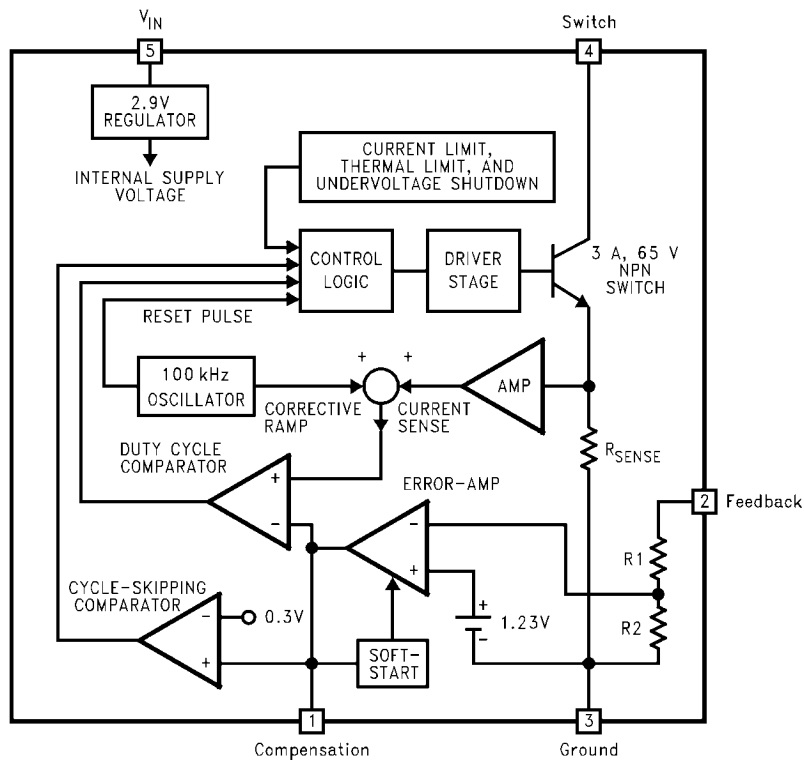 VIN
5
Switch
4
2.9V
REGULATOR
INTERNAL SUPPLY
VOLTAGE
CURRENT LIMIT,
THERMAL LIMIT, AND
UNDERVOLTAGE SHUTDOWN
CONTROL
LOGIC
DRIVER
STAGE
3 A, 65 V
NPN
SWITCH
RESET PULSE
100 kHz
OSCILLATOR
+
+
AMP
CORRECTIVE
RAMP
CURRENT
SENSE
RSENSE
DUTY CYCLE
COMPARATOR
+
−
ERROR-AMP
−
+
2
Feedback
R1
R2
+
1.23V
−
CYCLE-SKIPPING
COMPARATOR
−
0.3V
+
SOFT-
START
1
Compensation
3
Ground